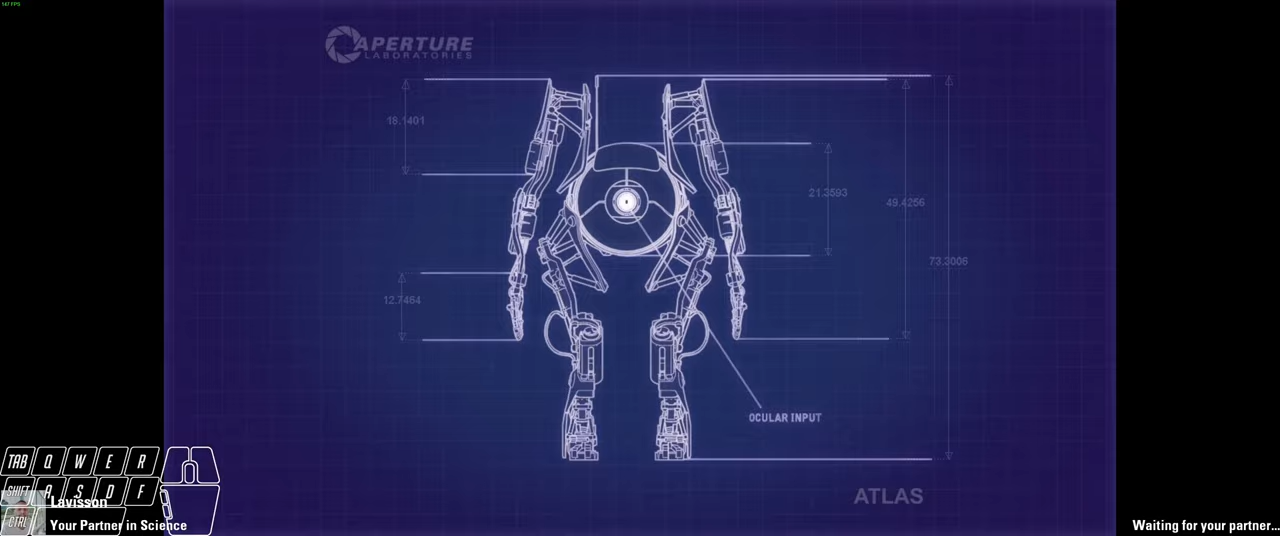 147 FPS
APERTURE
LABORATORIES
18.1401
21.3593
49.4256
73.3006
12.7464
OCULAR INPUT
ATLAS
TAB Q W E R
SHIFT A S D F
CTRL
Lavisson
Your Partner in Science
Waiting for your partner...